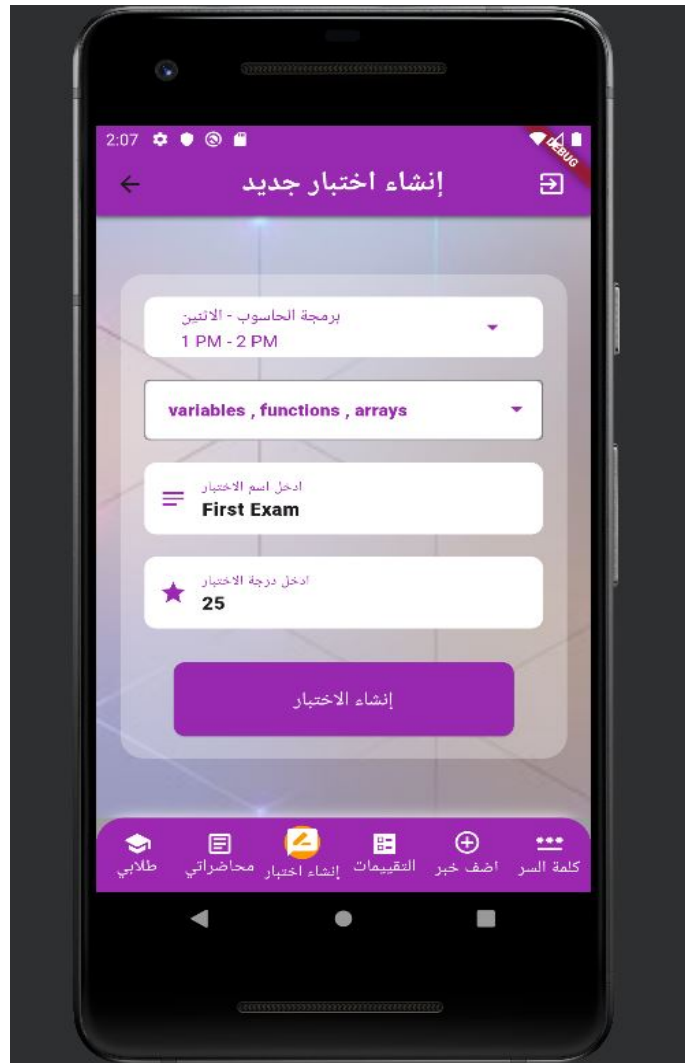 2:07
DEBUG
إنشاء اختبار جديد
برمجة الحاسوب - الاثنين
1 PM - 2 PM
variables , functions , arrays
ادخل اسم الاختبار
First Exam
ادخل درجة الاختبار
25
إنشاء الاختبار
كلمة السر
اضف خبر
التقييمات
إنشاء اختبار
محاضراتي
طلابي